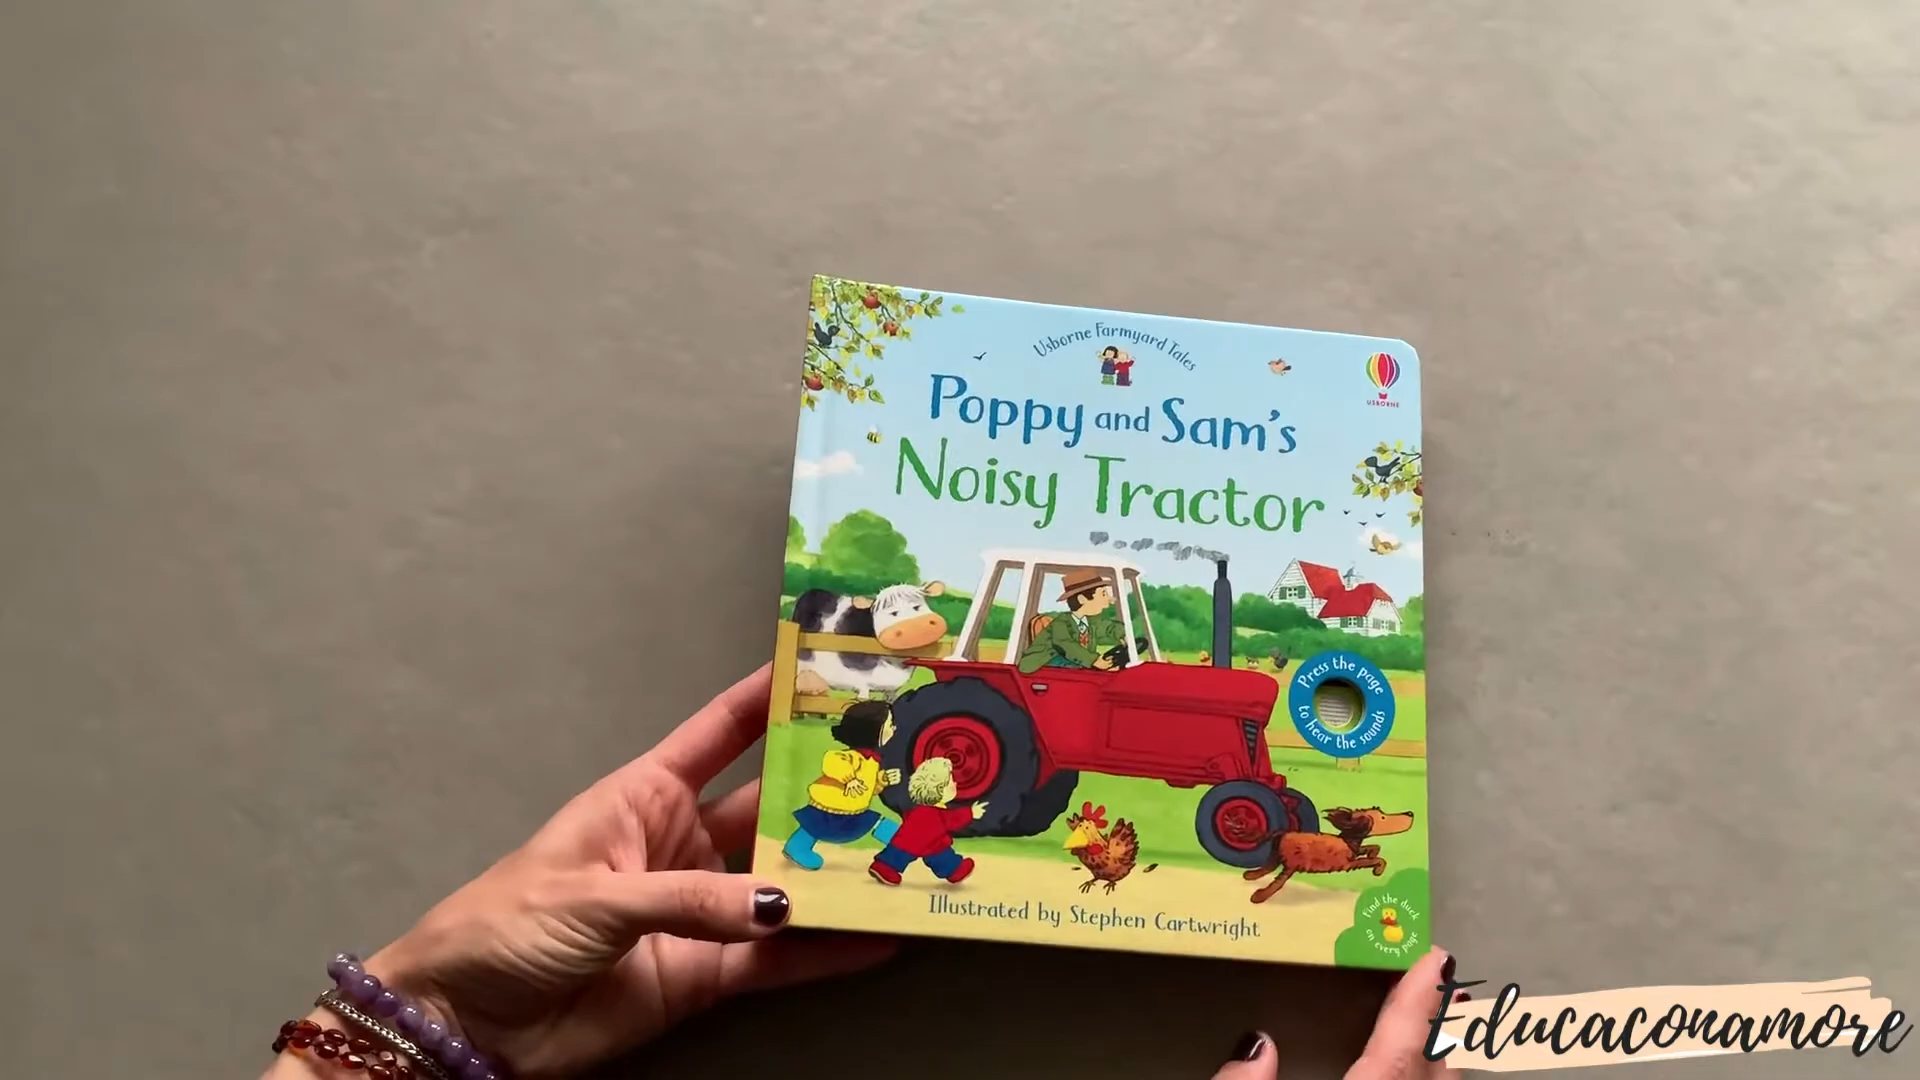 Usborne Farmyard Tales
USBORNE
Poppy and Sam's
Noisy Tractor
Press the page
to hear the sounds
Illustrated by Stephen Cartwright
Find the duck
on every page
Educaconamore